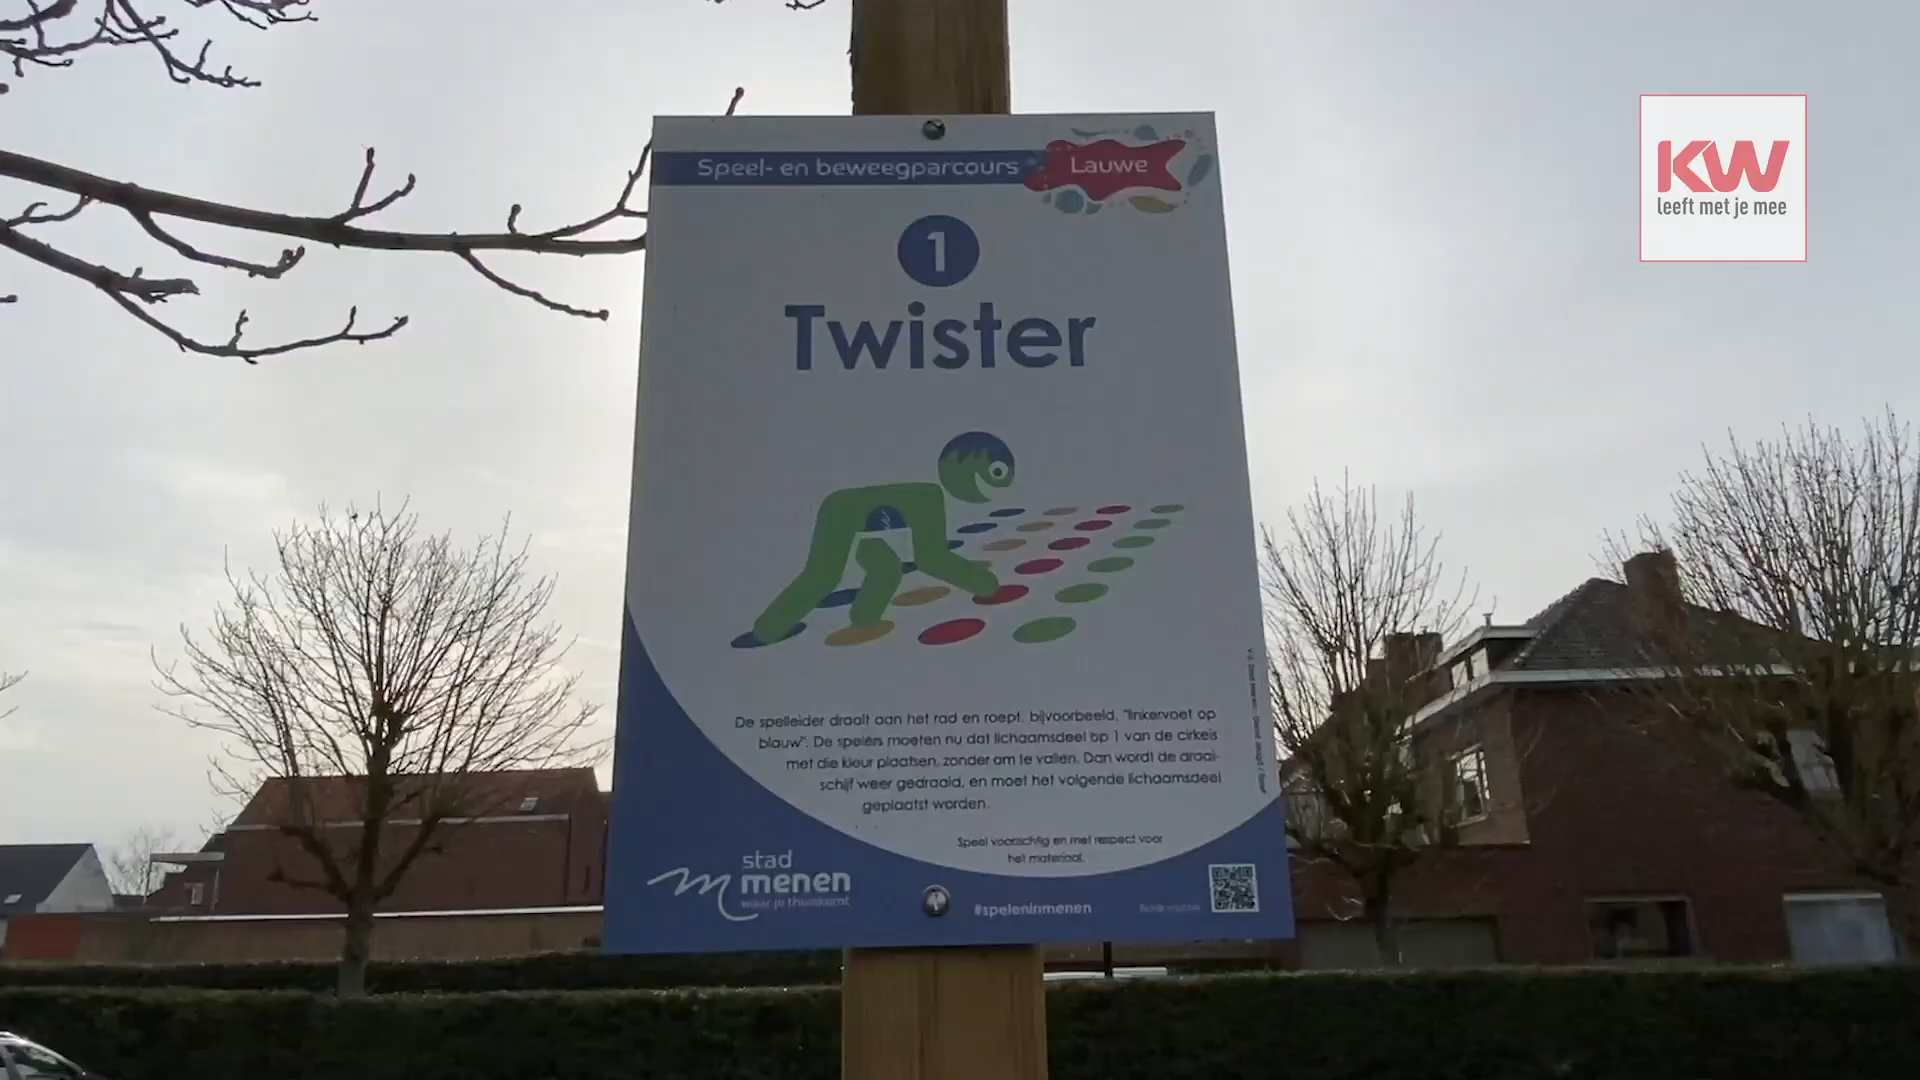 Speel- en beweegparcours
Lauwe
KW
leeft met je mee
1
Twister
De spelleider draait aan het rad en roept, bijvoorbeeld, "linkervoet op
blauw". De spelers moeten nu dat lichaamsdeel op 1 van de cirkels
met die kleur plaatsen, zonder om te vallen. Dan wordt de draai-
schijf weer gedraaid, en moet het volgende lichaamsdeel
geplaatst worden.
Speel voorzichtig en met respect voor
het materiaal.
stad
menen
waar je thuiskomt
#speleninmenen